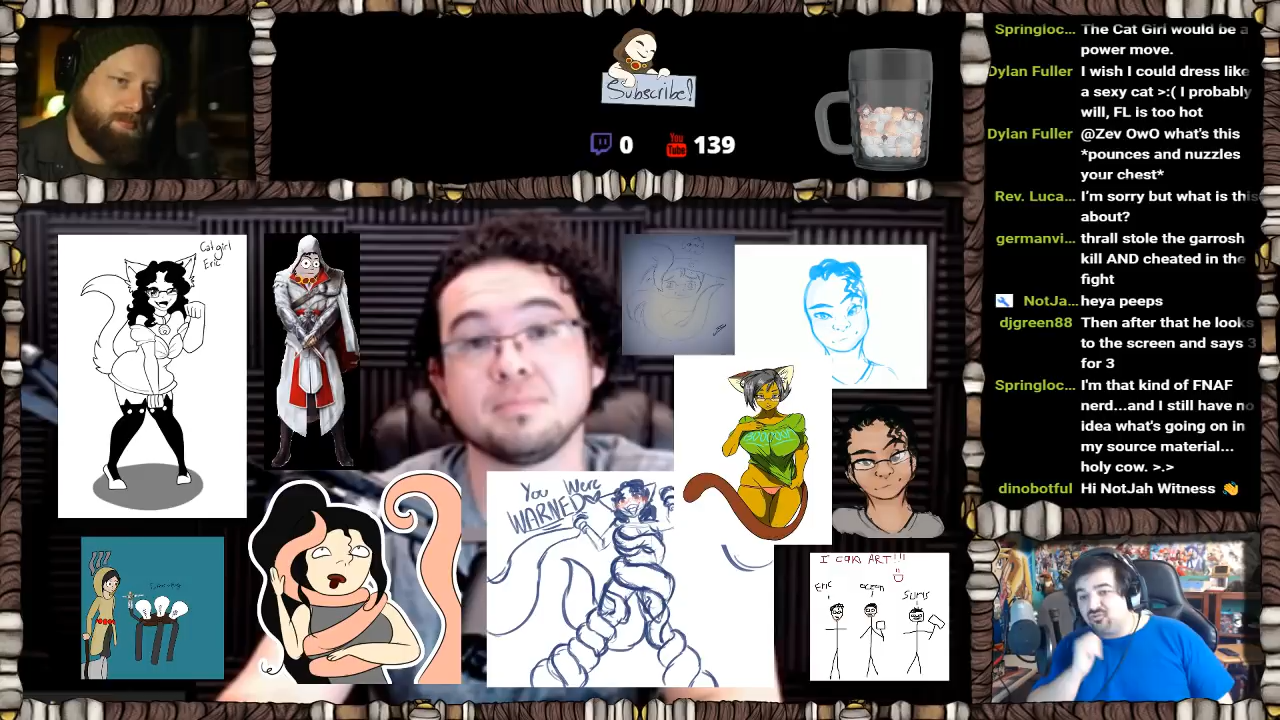 Subscribe!
0
You
Tube
139
Cat girl
Eric
You Were
WARNED
I CAN ART!!!
Eric
Springloc... The Cat Girl would be a
power move.
Dylan Fuller I wish I could dress like
a sexy cat >:( I probably
will, FL is too hot
Dylan Fuller @Zev OwO what's this
*pounces and nuzzles
your chest*
Rev. Luca... I'm sorry but what is this
about?
germanvi... thrall stole the garrosh
kill AND cheated in the
fight
NotJa... heya peeps
djgreen88 Then after that he looks
to the screen and says 3
for 3
Springloc... I'm that kind of FNAF
nerd...and I still have no
idea what's going on in
my source material...
holy cow. >.>
dinobotful Hi NotJah Witness 👋